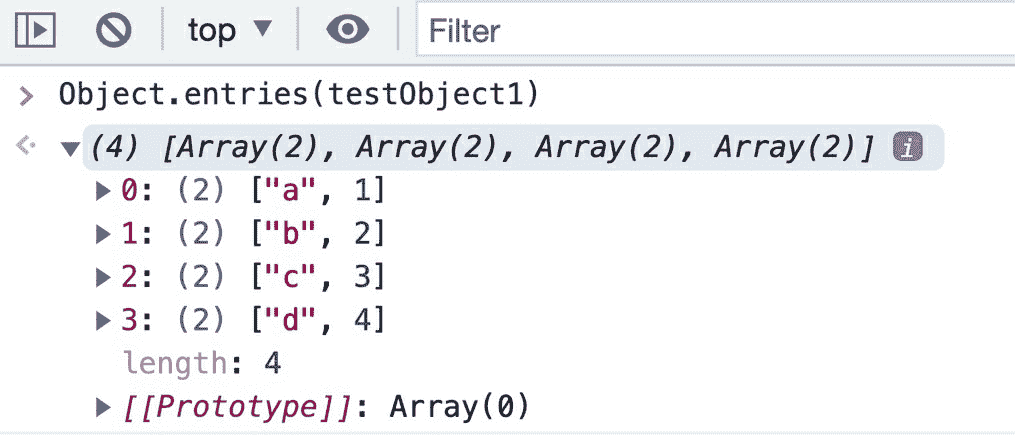 top Filter
Object.entries(testObject1)
(4) [Array(2), Array(2), Array(2), Array(2)] i
0: (2) ["a", 1]
1: (2) ["b", 2]
2: (2) ["c", 3]
3: (2) ["d", 4]
length: 4
[[Prototype]]: Array(0)